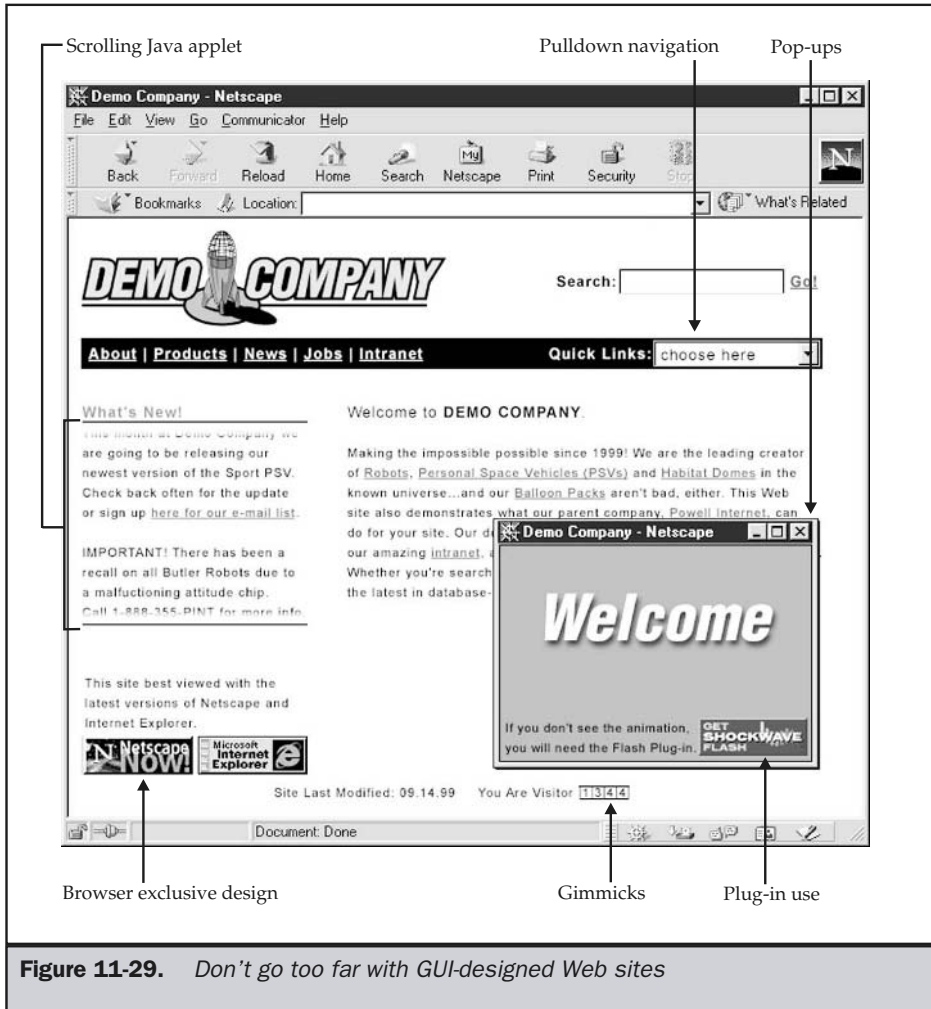 Scrolling Java applet
Pulldown navigation
Pop-ups
Demo Company - Netscape
File Edit View Go Communicator Help
Back Forward Reload Home Search Netscape Print Security Stop
My
N
Bookmarks Location: What's Related
DEMO COMPANY
Search: Go!
About | Products | News | Jobs | Intranet
Quick Links: choose here
What's New!
This month at Demo Company we
are going to be releasing our
newest version of the Sport PSV.
Check back often for the update
or sign up here for our e-mail list.
IMPORTANT! There has been a
recall on all Butler Robots due to
a malfuctioning attitude chip.
Call 1-888-355-PINT for more info.
Welcome to DEMO COMPANY.
Making the impossible possible since 1999! We are the leading creator
of Robots, Personal Space Vehicles (PSVs) and Habitat Domes in the
known universe...and our Balloon Packs aren't bad, either. This Web
site also demonstrates what our parent company, Powell Internet, can
do for your site. Our d
our amazing intranet,
Whether you're search
the latest in database-
Demo Company - Netscape
Welcome
If you don't see the animation,
you will need the Flash Plug-in.
GET
SHOCKWAVE
FLASH
This site best viewed with the
latest versions of Netscape and
Internet Explorer.
N Netscape
NOW!
Microsoft
Internet
Explorer
Site Last Modified: 09.14.99 You Are Visitor 1344
Document: Done
Browser exclusive design
Gimmicks
Plug-in use
Figure 11-29. Don't go too far with GUI-designed Web sites